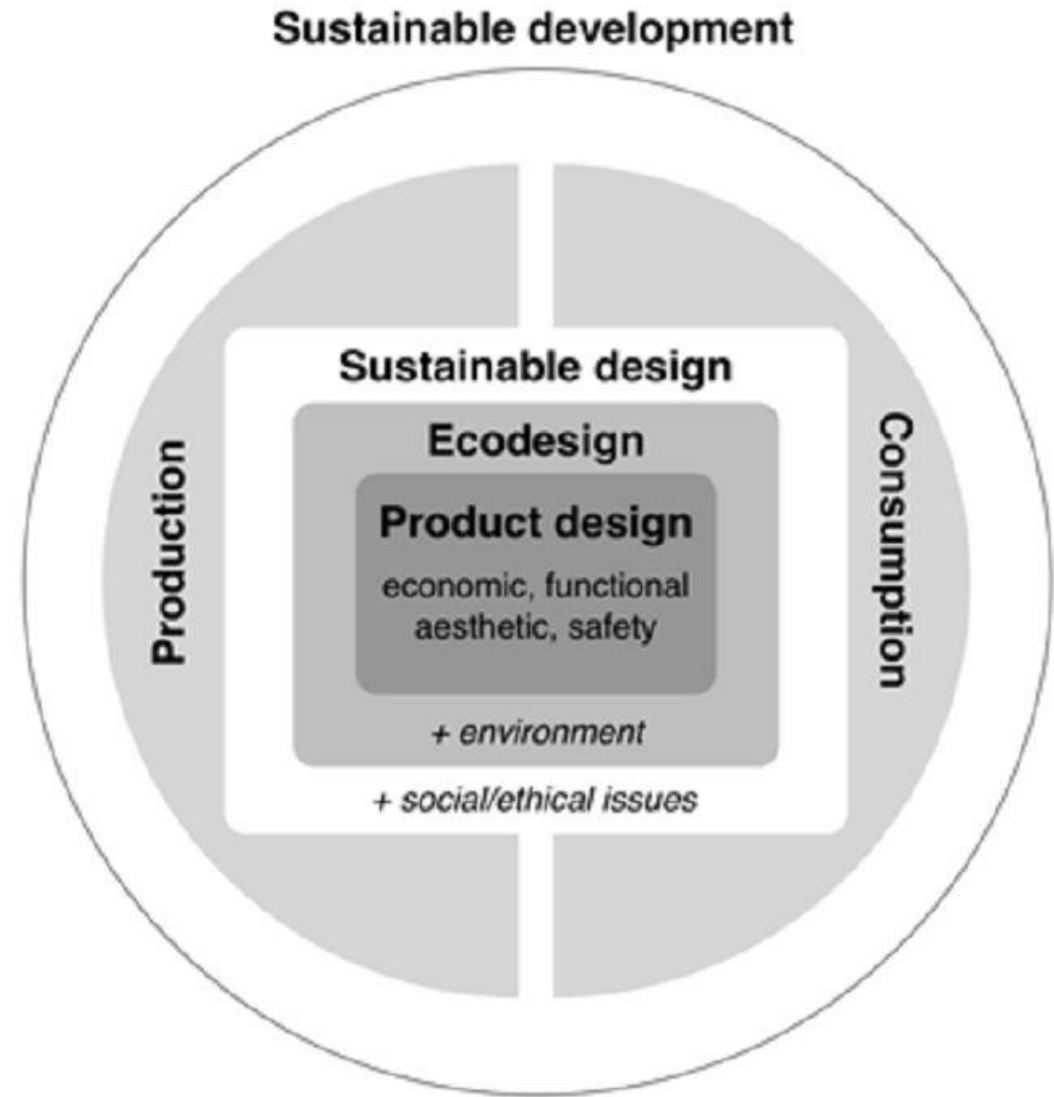 Sustainable development
Sustainable design
Ecodesign
Product design
economic, functional
aesthetic, safety
+ environment
+ social/ethical issues
Production
Consumption